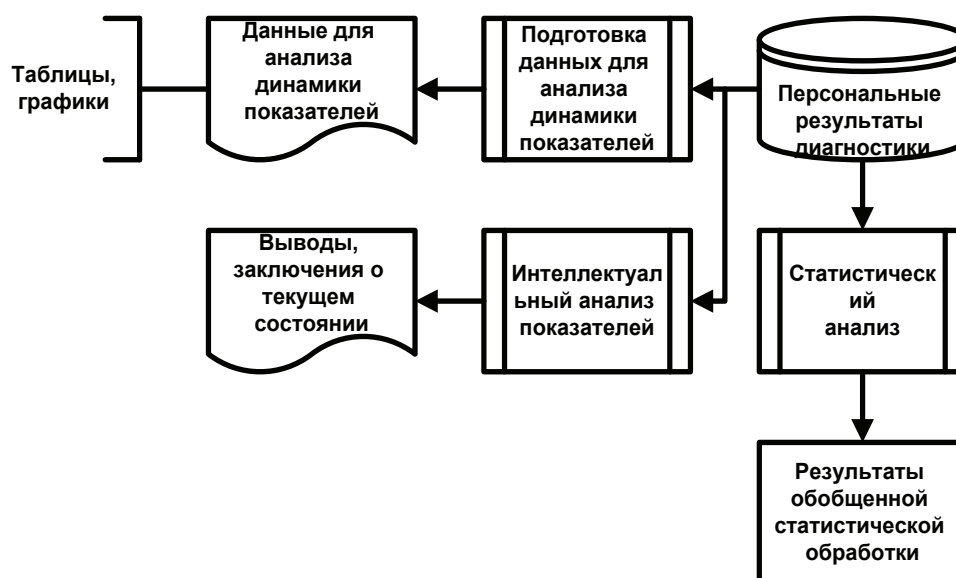 Таблицы,
графики
Данные для
анализа
динамики
показателей
Подготовка
данных для
анализа
динамики
показателей
Персональные
результаты
диагностики
Выводы,
заключения о
текущем
состоянии
Интеллектуал
ьный анализ
показателей
Статистическ
ий
анализ
Результаты
обобщенной
статистической
обработки